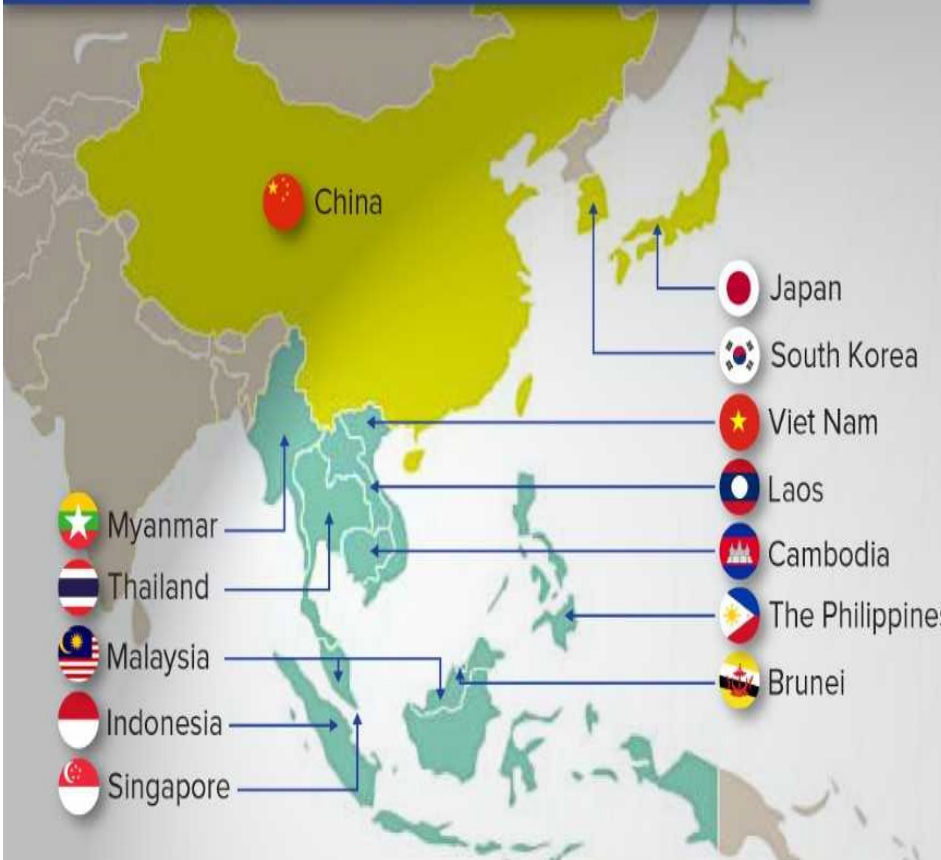 China
Japan
South Korea
Viet Nam
Laos
Cambodia
The Philippines
Brunei
Myanmar
Thailand
Malaysia
Indonesia
Singapore